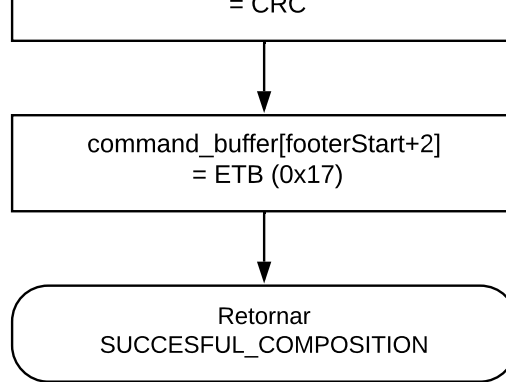 = CRC
command_buffer[footerStart+2]
= ETB (0x17)
Retornar
SUCCESFUL_COMPOSITION